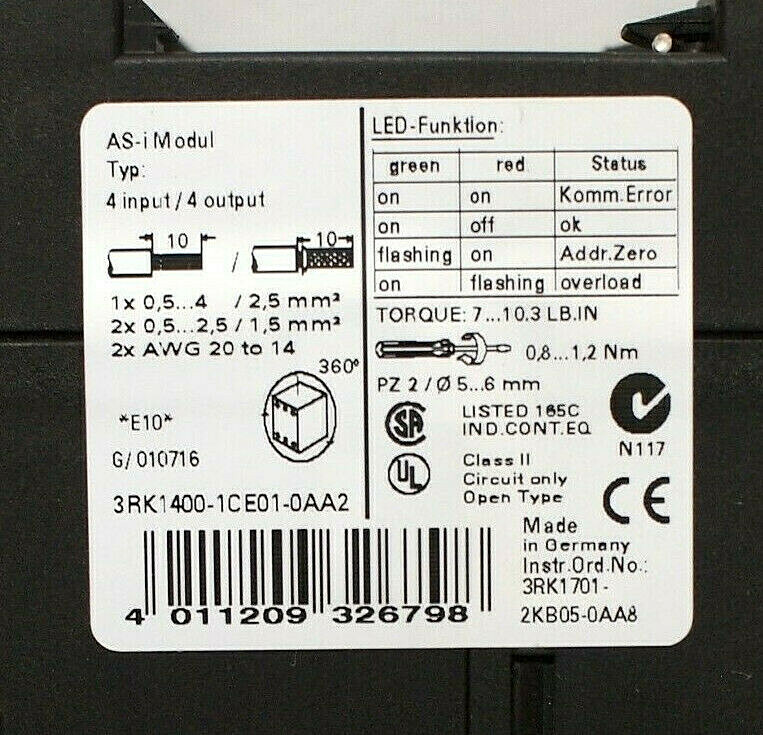 AS-i Modul
Typ:
4 input / 4 output
10 / 10
1x 0,5...4 / 2,5 mm²
2x 0,5...2,5 / 1,5 mm²
2x AWG 20 to 14
360°
*E10*
G/ 010716
3RK1400-1CE01-0AA2
4 011209 326798
LED-Funktion:
green red Status
on on Komm.Error
on off ok
flashing on Addr.Zero
on flashing overload
TORQUE: 7...10.3 LB.IN
0,8...1,2 Nm
PZ 2 / Ø 5...6 mm
SA
LISTED 165C
IND.CONT.EQ
N117
UL
Class II
Circuit only
Open Type
CE
Made
in Germany
Instr.Ord.No.:
3RK1701-
2KB05-0AA8